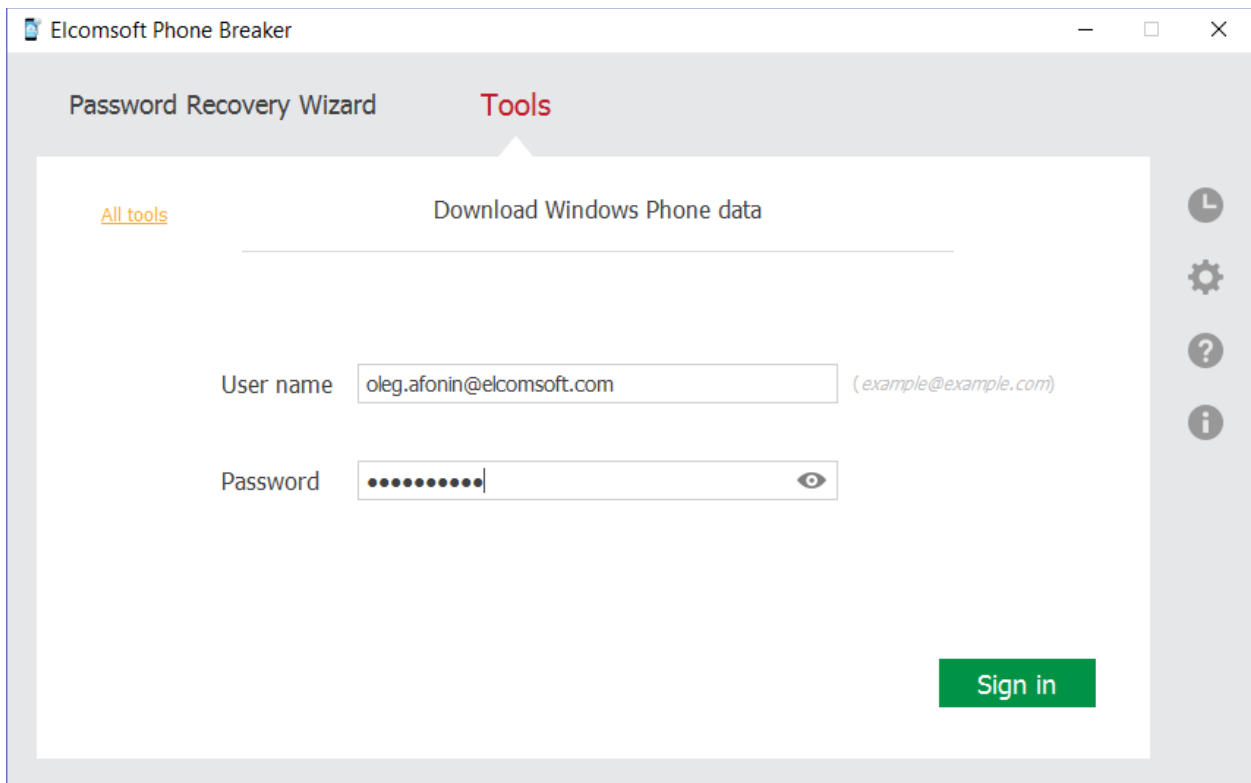 Elcomsoft Phone Breaker
Password Recovery Wizard Tools
All tools
Download Windows Phone data
User name oleg.afonin@elcomsoft.com (example@example.com)
Password ••••••••••
Sign in